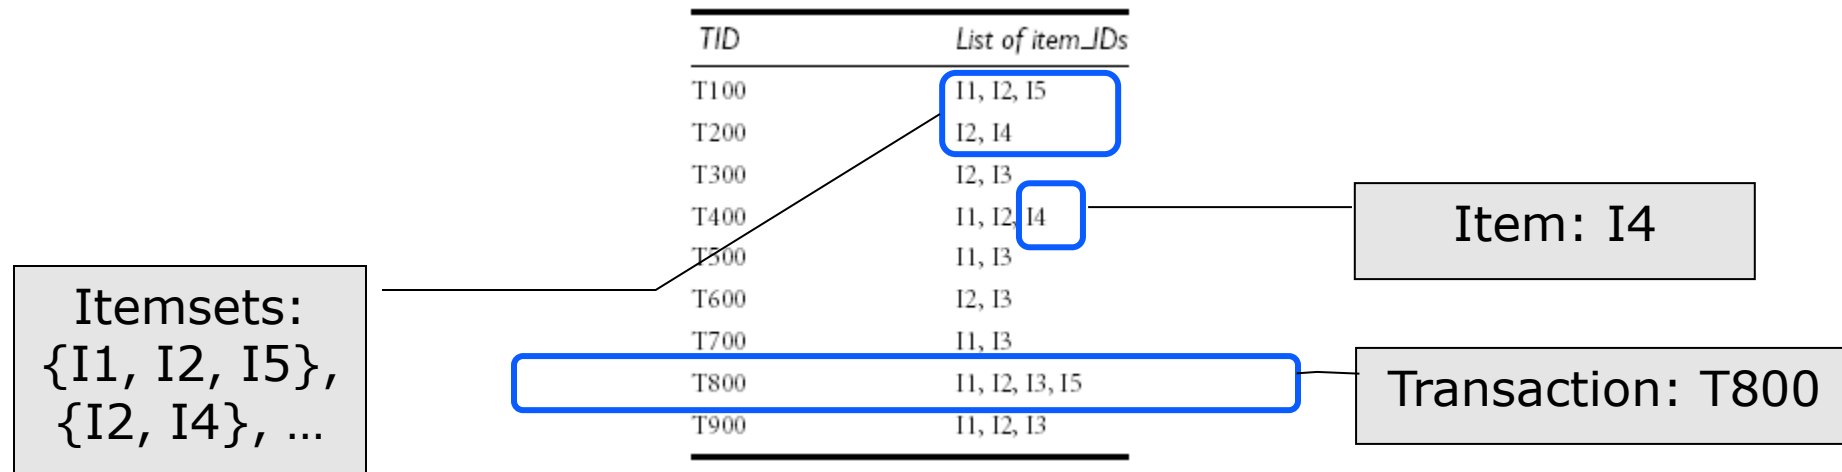 TID List of item_IDs
T100 I1, I2, I5
T200 I2, I4
T300 I2, I3
T400 I1, I2, I4
T500 I1, I3
T600 I2, I3
T700 I1, I3
T800 I1, I2, I3, I5
T900 I1, I2, I3
Itemsets:
{I1, I2, I5},
{I2, I4}, ...
Item: I4
Transaction: T800